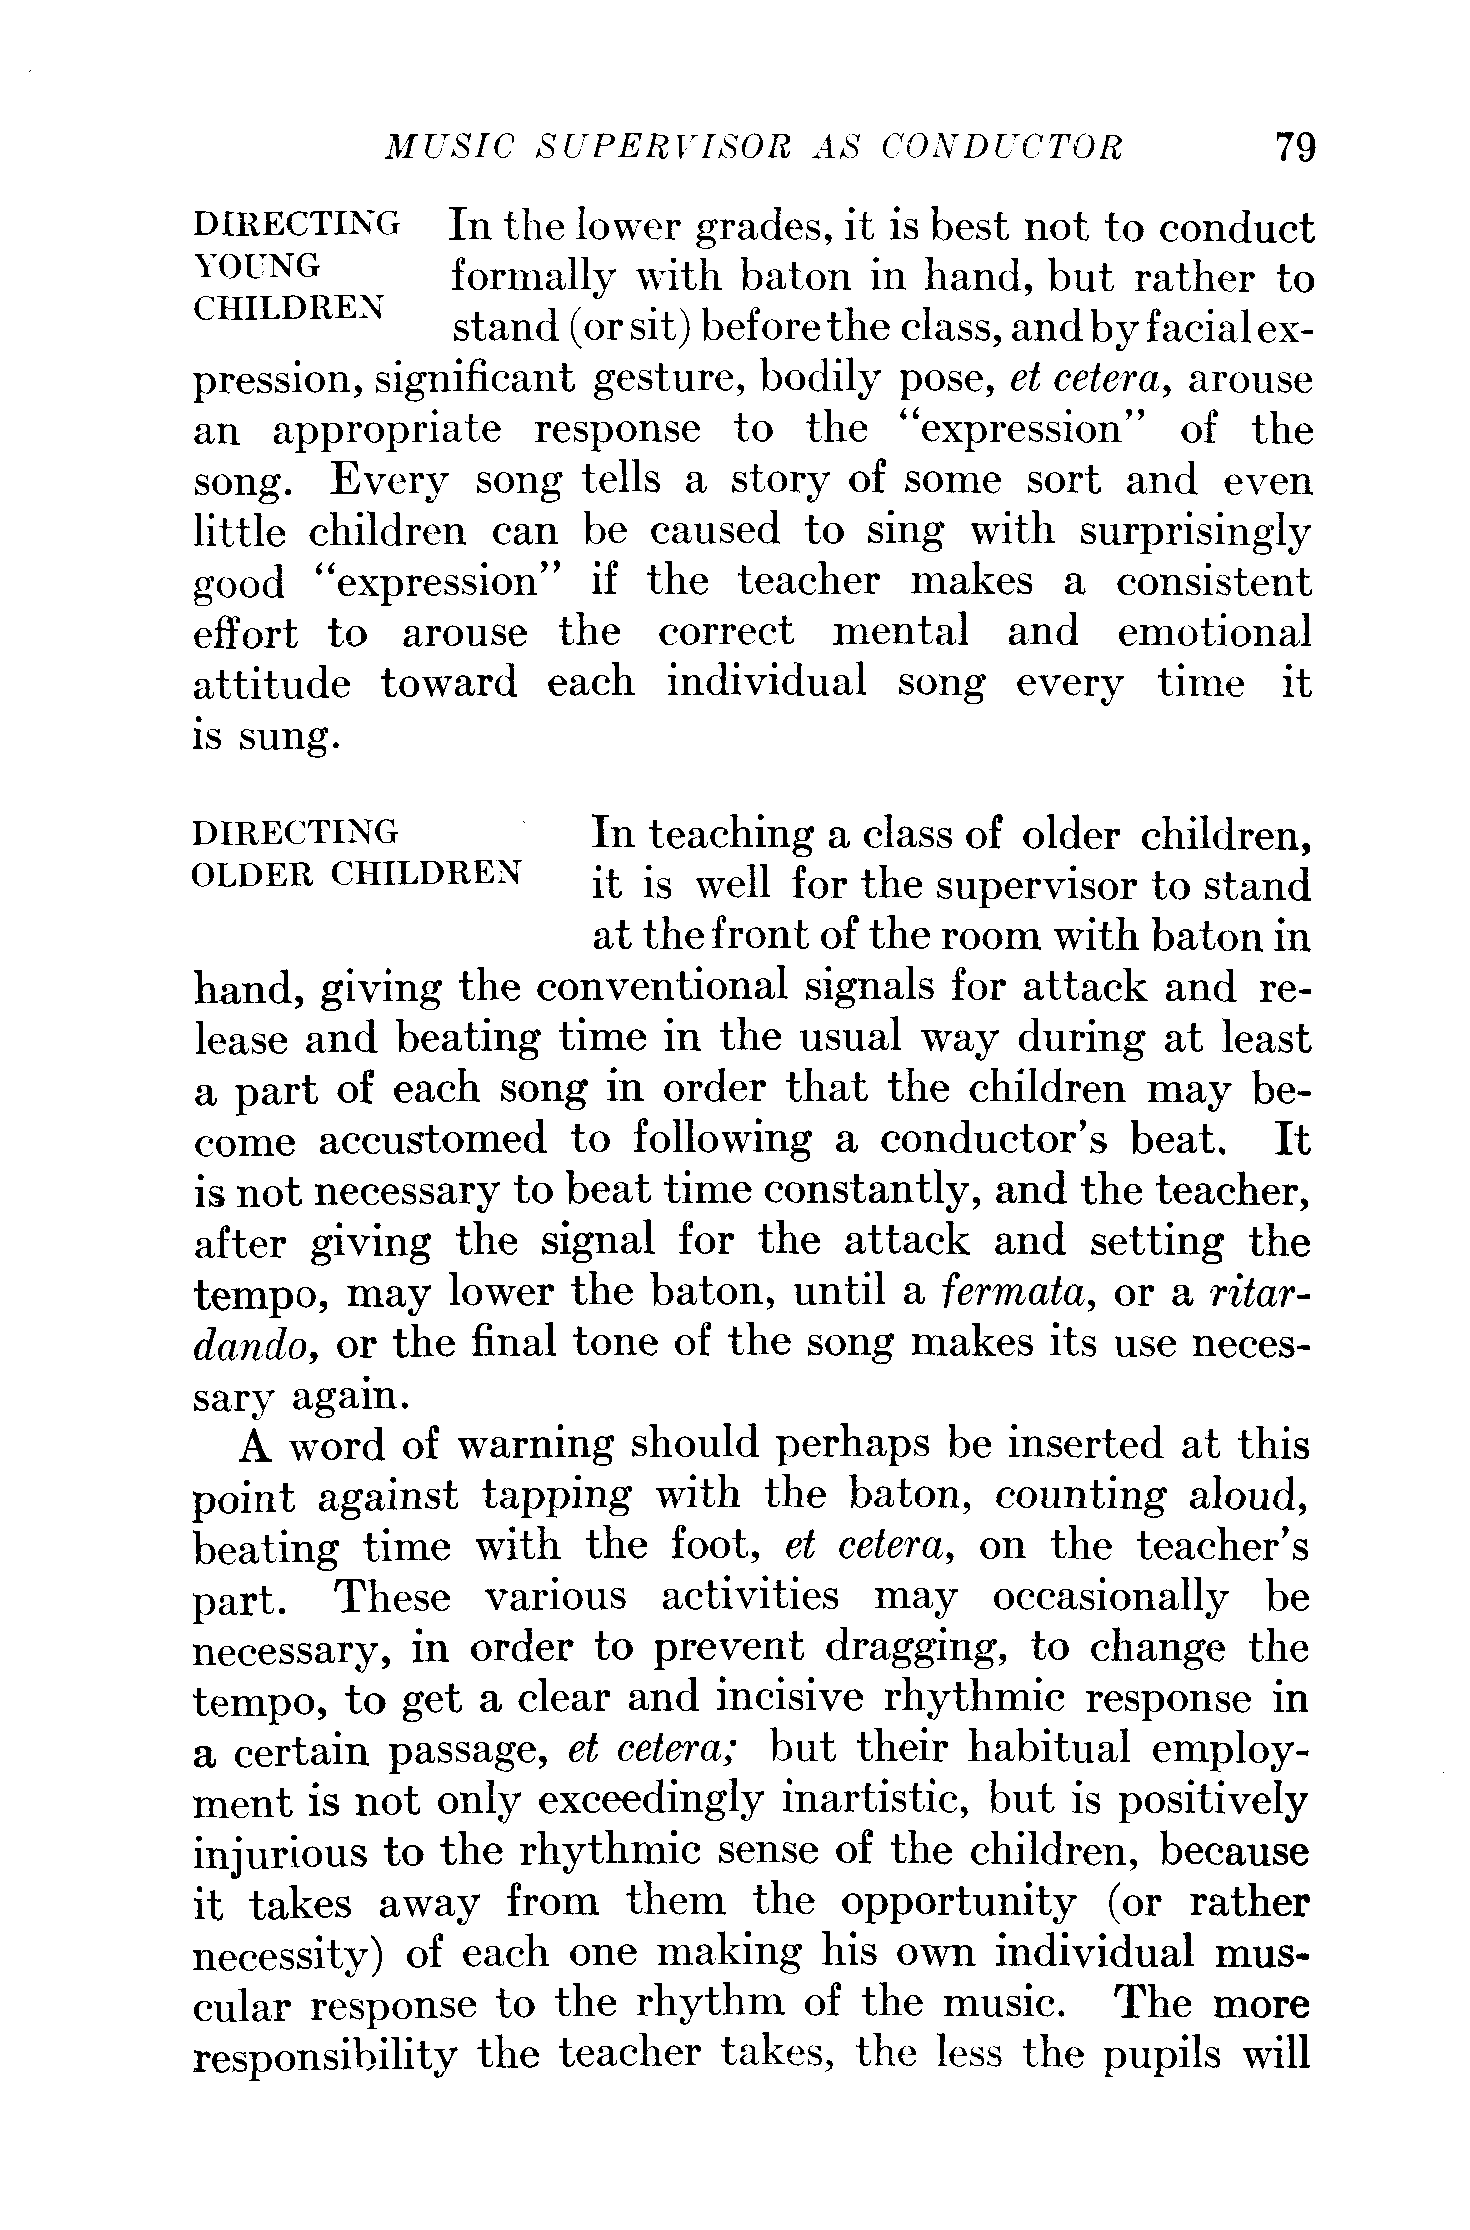 MUSIC SUPERVISOR AS CONDUCTOR 79
DIRECTING
YOUNG
CHILDREN
In the lower grades, it is best not to conduct
formally with baton in hand, but rather to
stand (or sit) before the class, and by facial ex-
pression, significant gesture, bodily pose, et cetera, arouse
an appropriate response to the “expression” of the
song. Every song tells a story of some sort and even
little children can be caused to sing with surprisingly
good “expression” if the teacher makes a consistent
effort to arouse the correct mental and emotional
attitude toward each individual song every time it
is sung.
DIRECTING
OLDER CHILDREN
In teaching a class of older children,
it is well for the supervisor to stand
at the front of the room with baton in
hand, giving the conventional signals for attack and re-
lease and beating time in the usual way during at least
a part of each song in order that the children may be-
come accustomed to following a conductor's beat. It
is not necessary to beat time constantly, and the teacher,
after giving the signal for the attack and setting the
tempo, may lower the baton, until a fermata, or a ritar-
dando, or the final tone of the song makes its use neces-
sary again.
A word of warning should perhaps be inserted at this
point against tapping with the baton, counting aloud,
beating time with the foot, et cetera, on the teacher's
part. These various activities may occasionally be
necessary, in order to prevent dragging, to change the
tempo, to get a clear and incisive rhythmic response in
a certain passage, et cetera; but their habitual employ-
ment is not only exceedingly inartistic, but is positively
injurious to the rhythmic sense of the children, because
it takes away from them the opportunity (or rather
necessity) of each one making his own individual mus-
cular response to the rhythm of the music. The more
responsibility the teacher takes, the less the pupils will